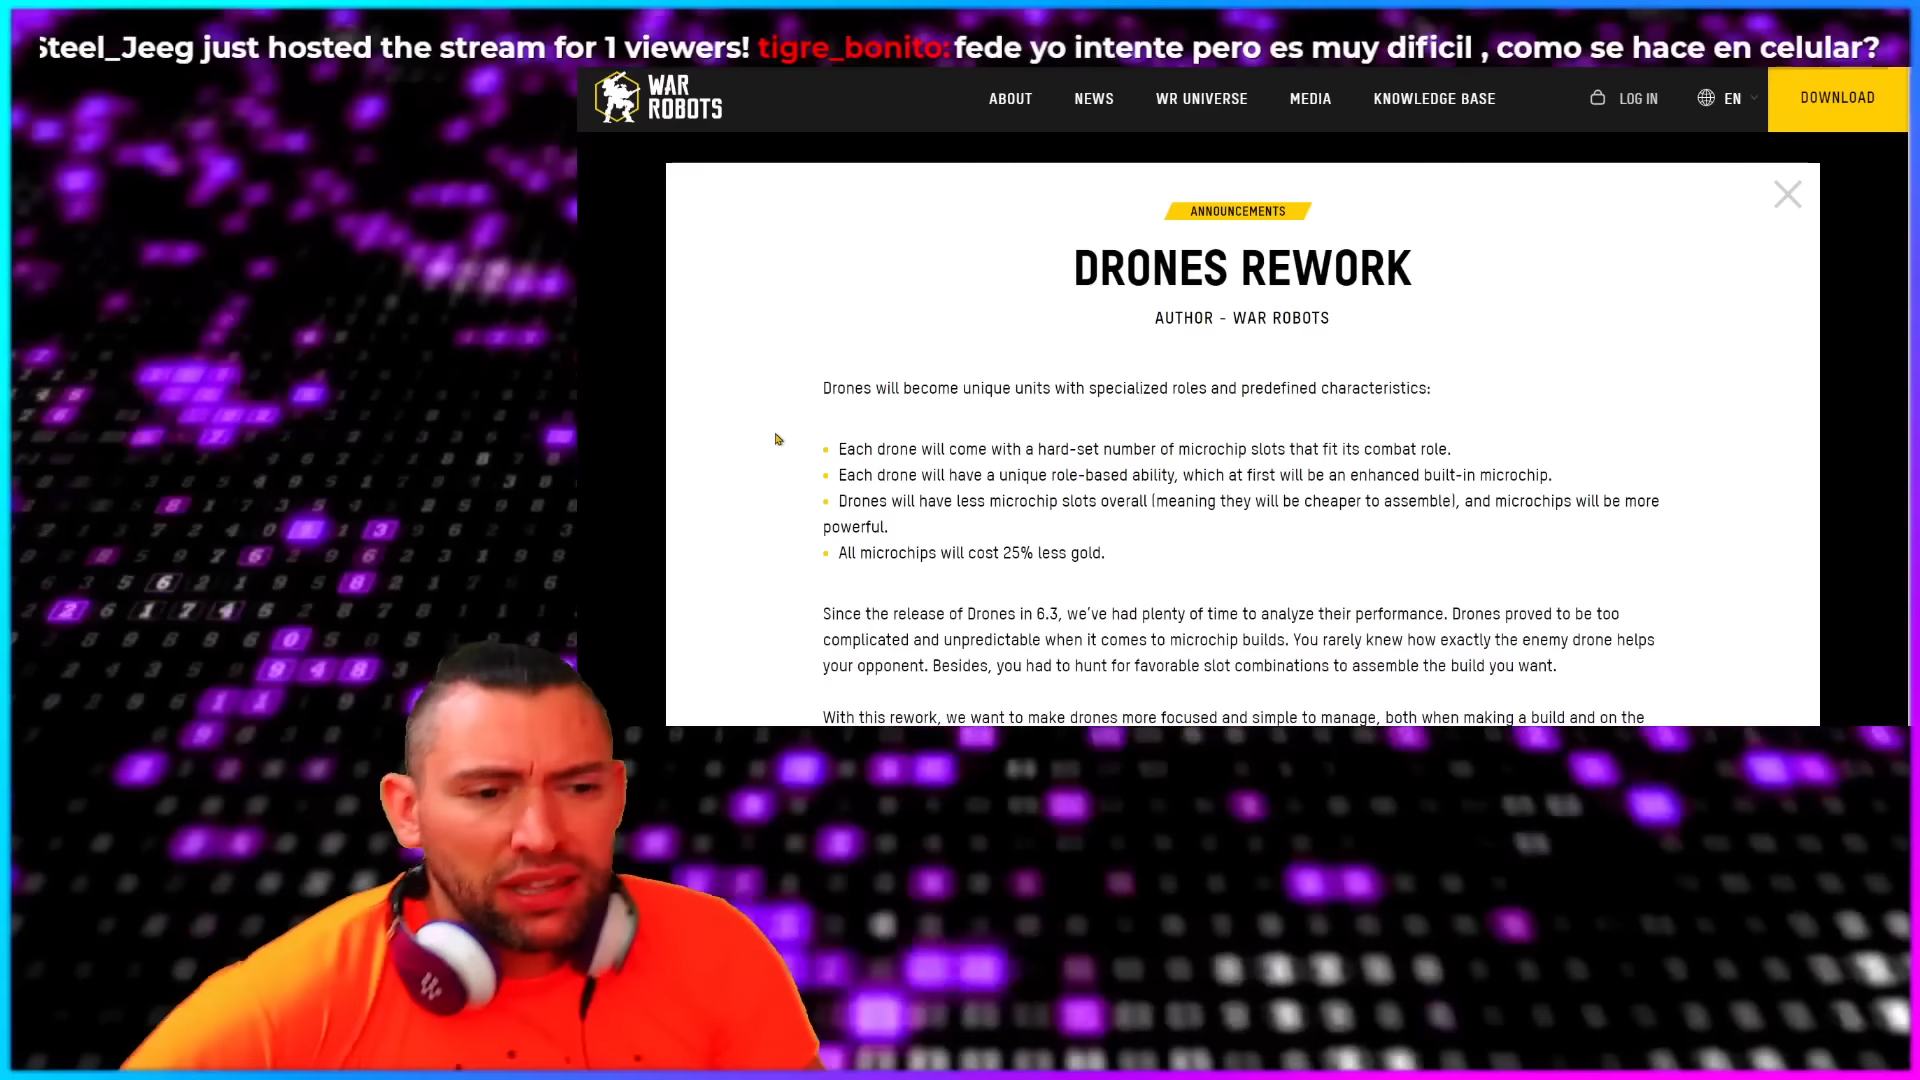 Steel_Jeeg just hosted the stream for 1 viewers! tigre_bonito: fede yo intente pero es muy dificil , como se hace en celular?
WAR
ROBOTS
ABOUT NEWS WR UNIVERSE MEDIA KNOWLEDGE BASE LOG IN EN DOWNLOAD
ANNOUNCEMENTS
DRONES REWORK
AUTHOR - WAR ROBOTS
Drones will become unique units with specialized roles and predefined characteristics:
Each drone will come with a hard-set number of microchip slots that fit its combat role.
Each drone will have a unique role-based ability, which at first will be an enhanced built-in microchip.
Drones will have less microchip slots overall (meaning they will be cheaper to assemble), and microchips will be more
powerful.
All microchips will cost 25% less gold.
Since the release of Drones in 6.3, we've had plenty of time to analyze their performance. Drones proved to be too
complicated and unpredictable when it comes to microchip builds. You rarely knew how exactly the enemy drone helps
your opponent. Besides, you had to hunt for favorable slot combinations to assemble the build you want.
With this rework, we want to make drones more focused and simple to manage, both when making a build and on the